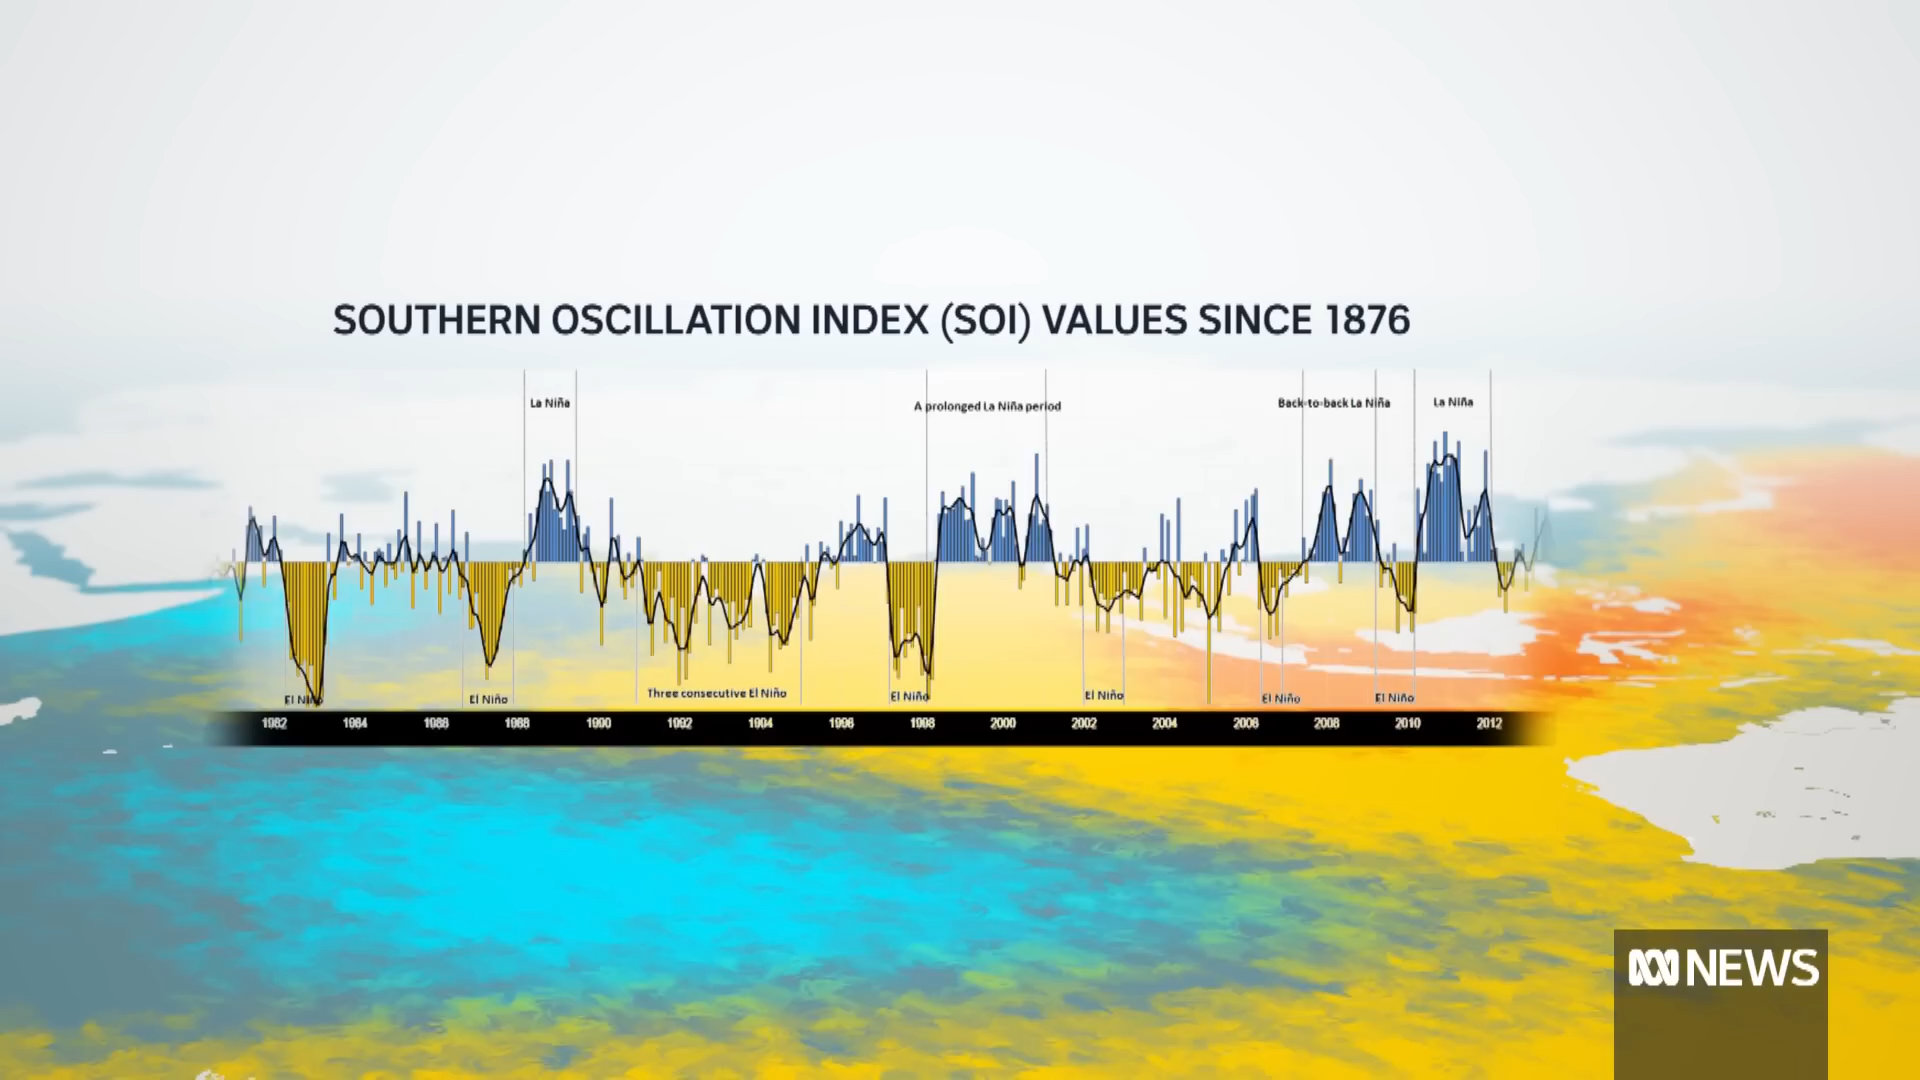 SOUTHERN OSCILLATION INDEX (SOI) VALUES SINCE 1876
La Niña
A prolonged La Niña period
Back-to-back La Niña
La Niña
El Niño
El Niño
Three consecutive El Niño
El Niño
El Niño
El Niño
El Niño
1982 1984 1986 1988 1990 1992 1994 1996 1998 2000 2002 2004 2006 2008 2010 2012
NEWS